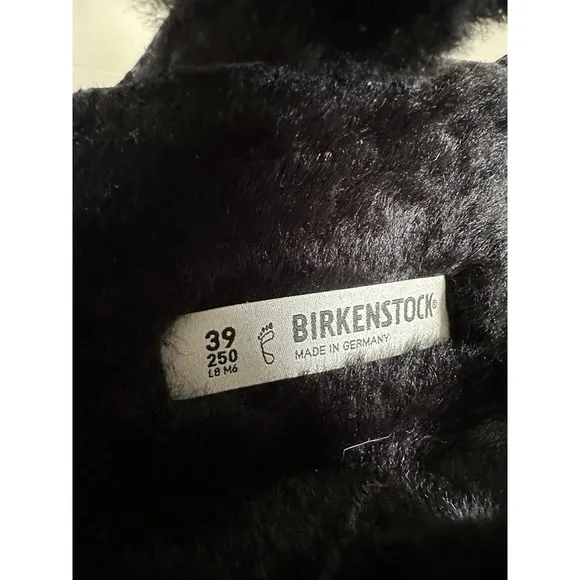 39
250
L8 M6
BIRKENSTOCK®
MADE IN GERMANY